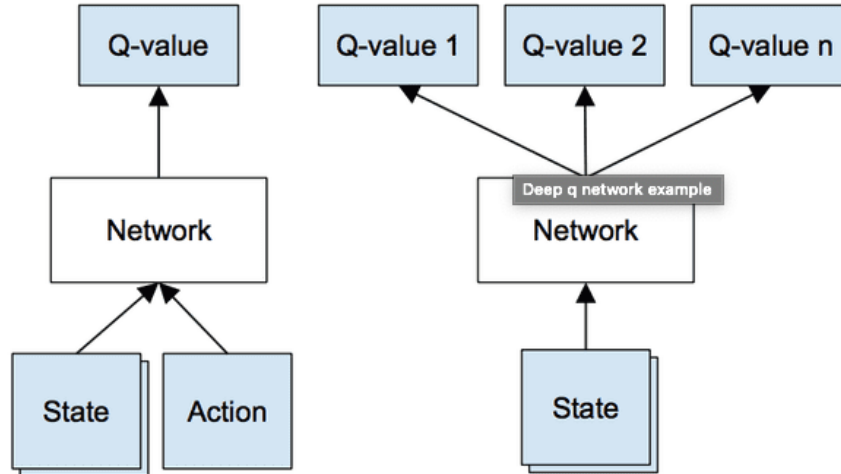 Q-value
Q-value 1
Q-value 2
Q-value n
Deep q network example
Network
Network
State
Action
State